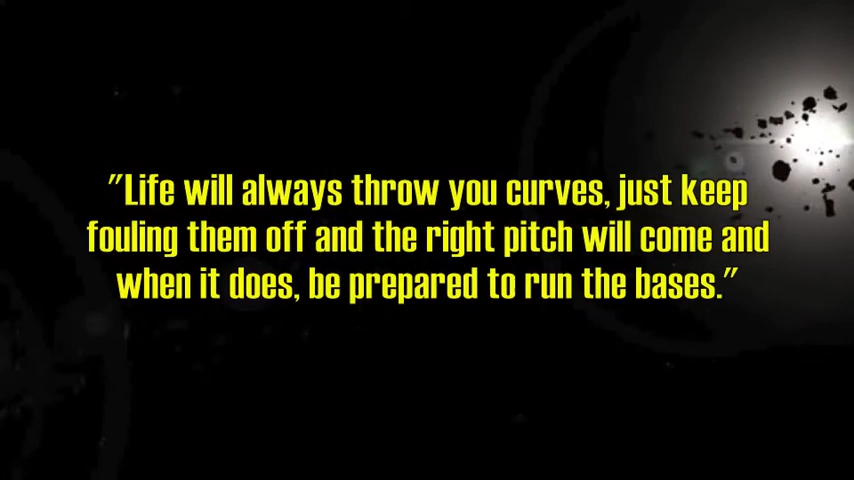 "Life will always throw you curves, just keep
fouling them off and the right pitch will come and
when it does, be prepared to run the bases."